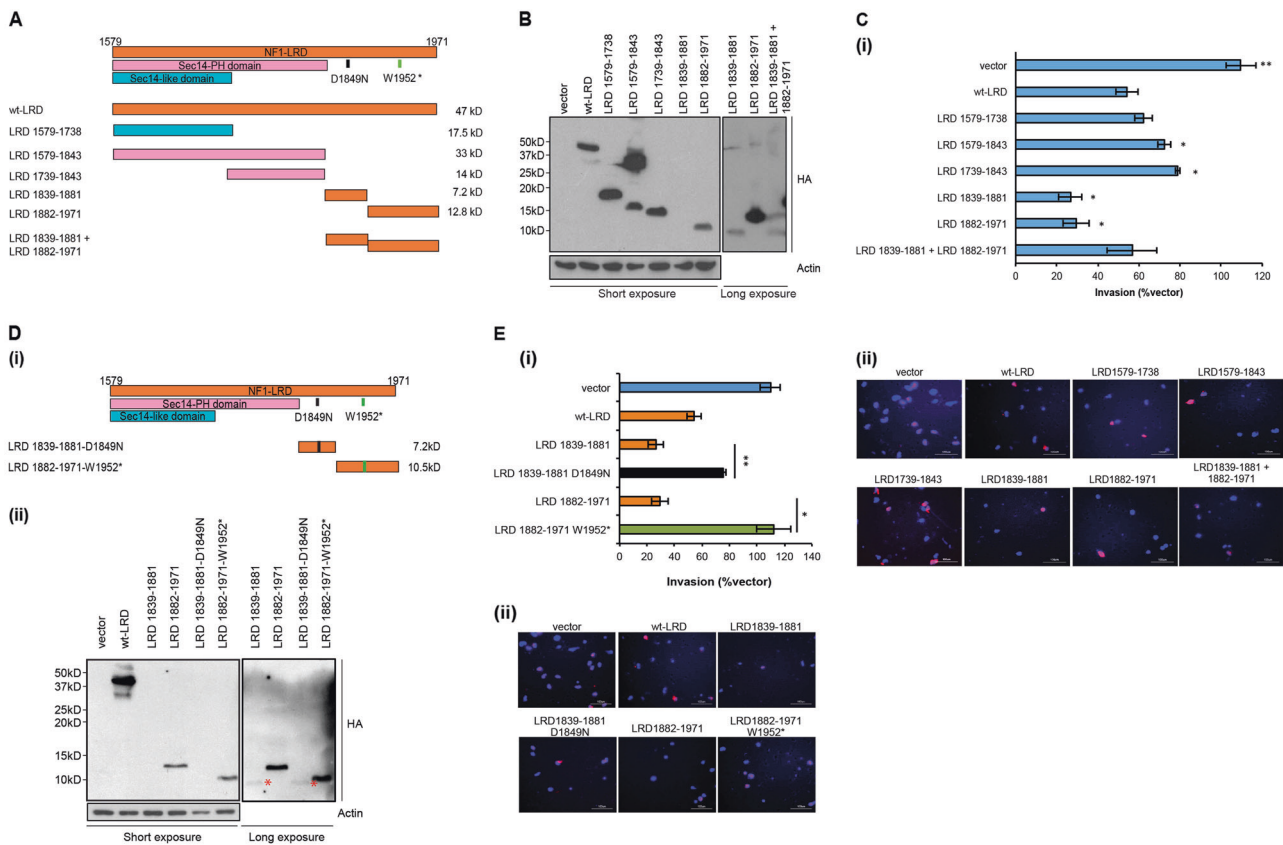 A
1579 1971
NF1-LRD
Sec14-PH domain
Sec14-like domain
D1849N W1952 *
wt-LRD 47 kD
LRD 1579-1738 17.5 kD
LRD 1579-1843 33 kD
LRD 1739-1843 14 kD
LRD 1839-1881 7.2 kD
LRD 1882-1971 12.8 kD
LRD 1839-1881 +
LRD 1882-1971
B
vector
wt-LRD
LRD 1579-1738
LRD 1579-1843
LRD 1739-1843
LRD 1839-1881
LRD 1882-1971
LRD 1839-1881
LRD 1882-1971
LRD 1839-1881 +
1882-1971
50kD
37kD
25kD
20kD
15kD
10kD
HA
Actin
Short exposure Long exposure
C
(i)
vector **
wt-LRD
LRD 1579-1738
LRD 1579-1843 *
LRD 1739-1843 *
LRD 1839-1881 *
LRD 1882-1971 *
LRD 1839-1881 + LRD 1882-1971
0 20 40 60 80 100 120
Invasion (%vector)
(ii)
vector wt-LRD LRD1579-1738 LRD1579-1843
LRD1739-1843 LRD1839-1881 LRD1882-1971 LRD1839-1881 +
1882-1971
D
(i)
1579 1971
NF1-LRD
Sec14-PH domain
Sec14-like domain
D1849N W1952*
LRD 1839-1881-D1849N 7.2kD
LRD 1882-1971-W1952* 10.5kD
(ii)
vector
wt-LRD
LRD 1839-1881
LRD 1882-1971
LRD 1839-1881-D1849N
LRD 1882-1971-W1952*
LRD 1839-1881
LRD 1882-1971
LRD 1839-1881-D1849N
LRD 1882-1971-W1952*
50kD
37kD
25kD
20kD
15kD
10kD
* *
HA
Actin
Short exposure Long exposure
E
(i)
vector
wt-LRD
LRD 1839-1881
LRD 1839-1881 D1849N
**
LRD 1882-1971
LRD 1882-1971 W1952*
*
0 20 40 60 80 100 120 140
Invasion (%vector)
(ii)
vector wt-LRD LRD1839-1881
LRD1839-1881
D1849N
LRD1882-1971
LRD1882-1971
W1952*